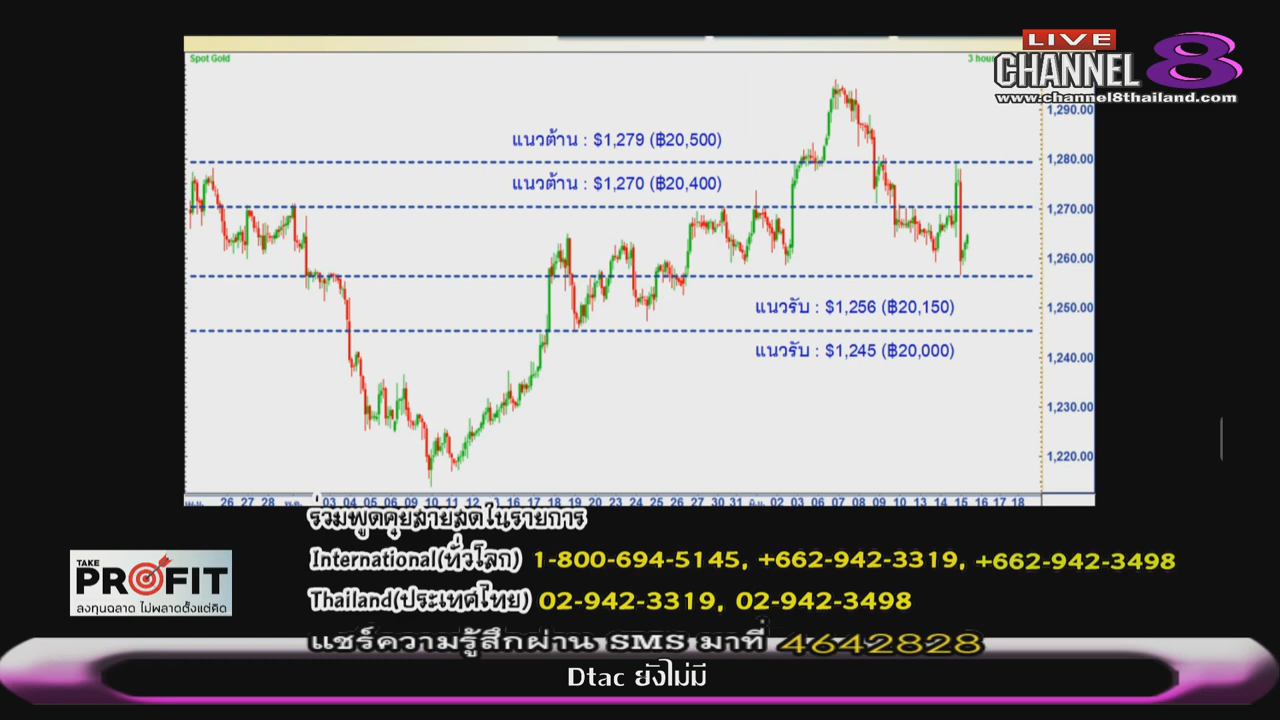 LIVE
CHANNEL 8
www.channel8thailand.com
Spot Gold
3 hour
1,290.00
แนวต้าน : $1,279 (฿20,500)
1,280.00
แนวต้าน : $1,270 (฿20,400)
1,270.00
1,260.00
แนวรับ : $1,256 (฿20,150)
1,250.00
แนวรับ : $1,245 (฿20,000)
1,240.00
1,230.00
1,220.00
26 27 28 พ.ค. 03 04 05 06 09 10 11 12 16 17 18 19 20 23 24 25 26 27 30 31 มิ.ย. 02 03 06 07 08 09 10 13 14 15 16 17 18
ร่วมพูดคุยสายสดในรายการ
International(ทั่วโลก) 1-800-694-5145, +662-942-3319, +662-942-3498
TAKE
PROFIT
ลงทุนฉลาด ไม่พลาดตั้งแต่คิด
Thailand(ประเทศไทย) 02-942-3319, 02-942-3498
แชร์ความรู้สึกผ่าน SMS มาที่ 4642828
Dtac ยังไม่มี